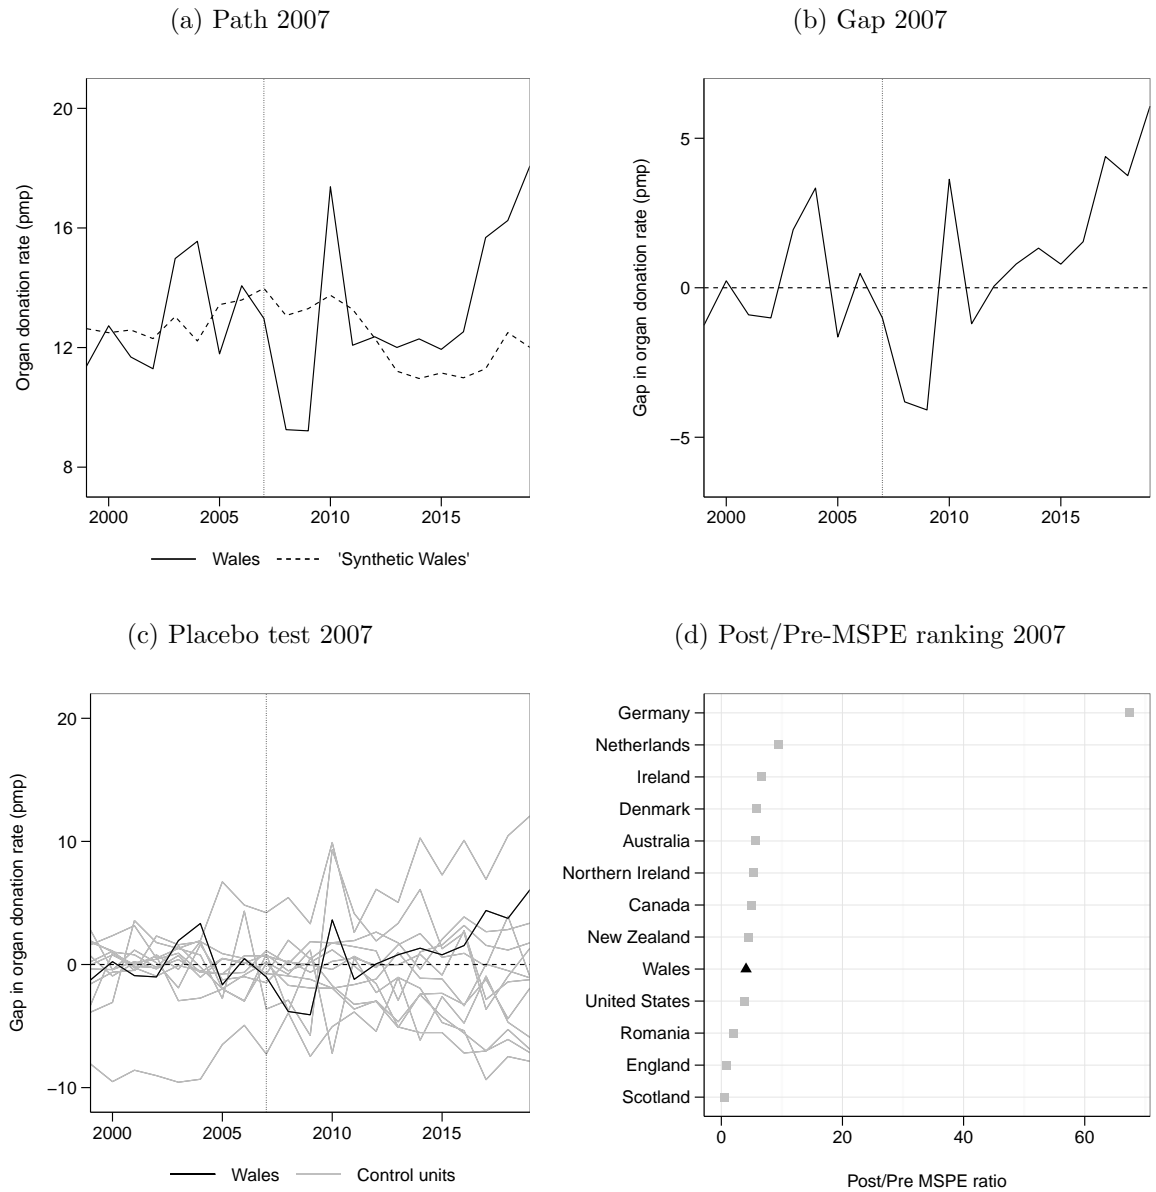 (a) Path 2007
(b) Gap 2007
Organ donation rate (pmp)
20
16
12
8
2000 2005 2010 2015
Wales 'Synthetic Wales'
Gap in organ donation rate (pmp)
5
0
−5
2000 2005 2010 2015
(c) Placebo test 2007
(d) Post/Pre-MSPE ranking 2007
Gap in organ donation rate (pmp)
20
10
0
−10
2000 2005 2010 2015
Wales Control units
Germany
Netherlands
Ireland
Denmark
Australia
Northern Ireland
Canada
New Zealand
Wales
United States
Romania
England
Scotland
0 20 40 60
Post/Pre MSPE ratio